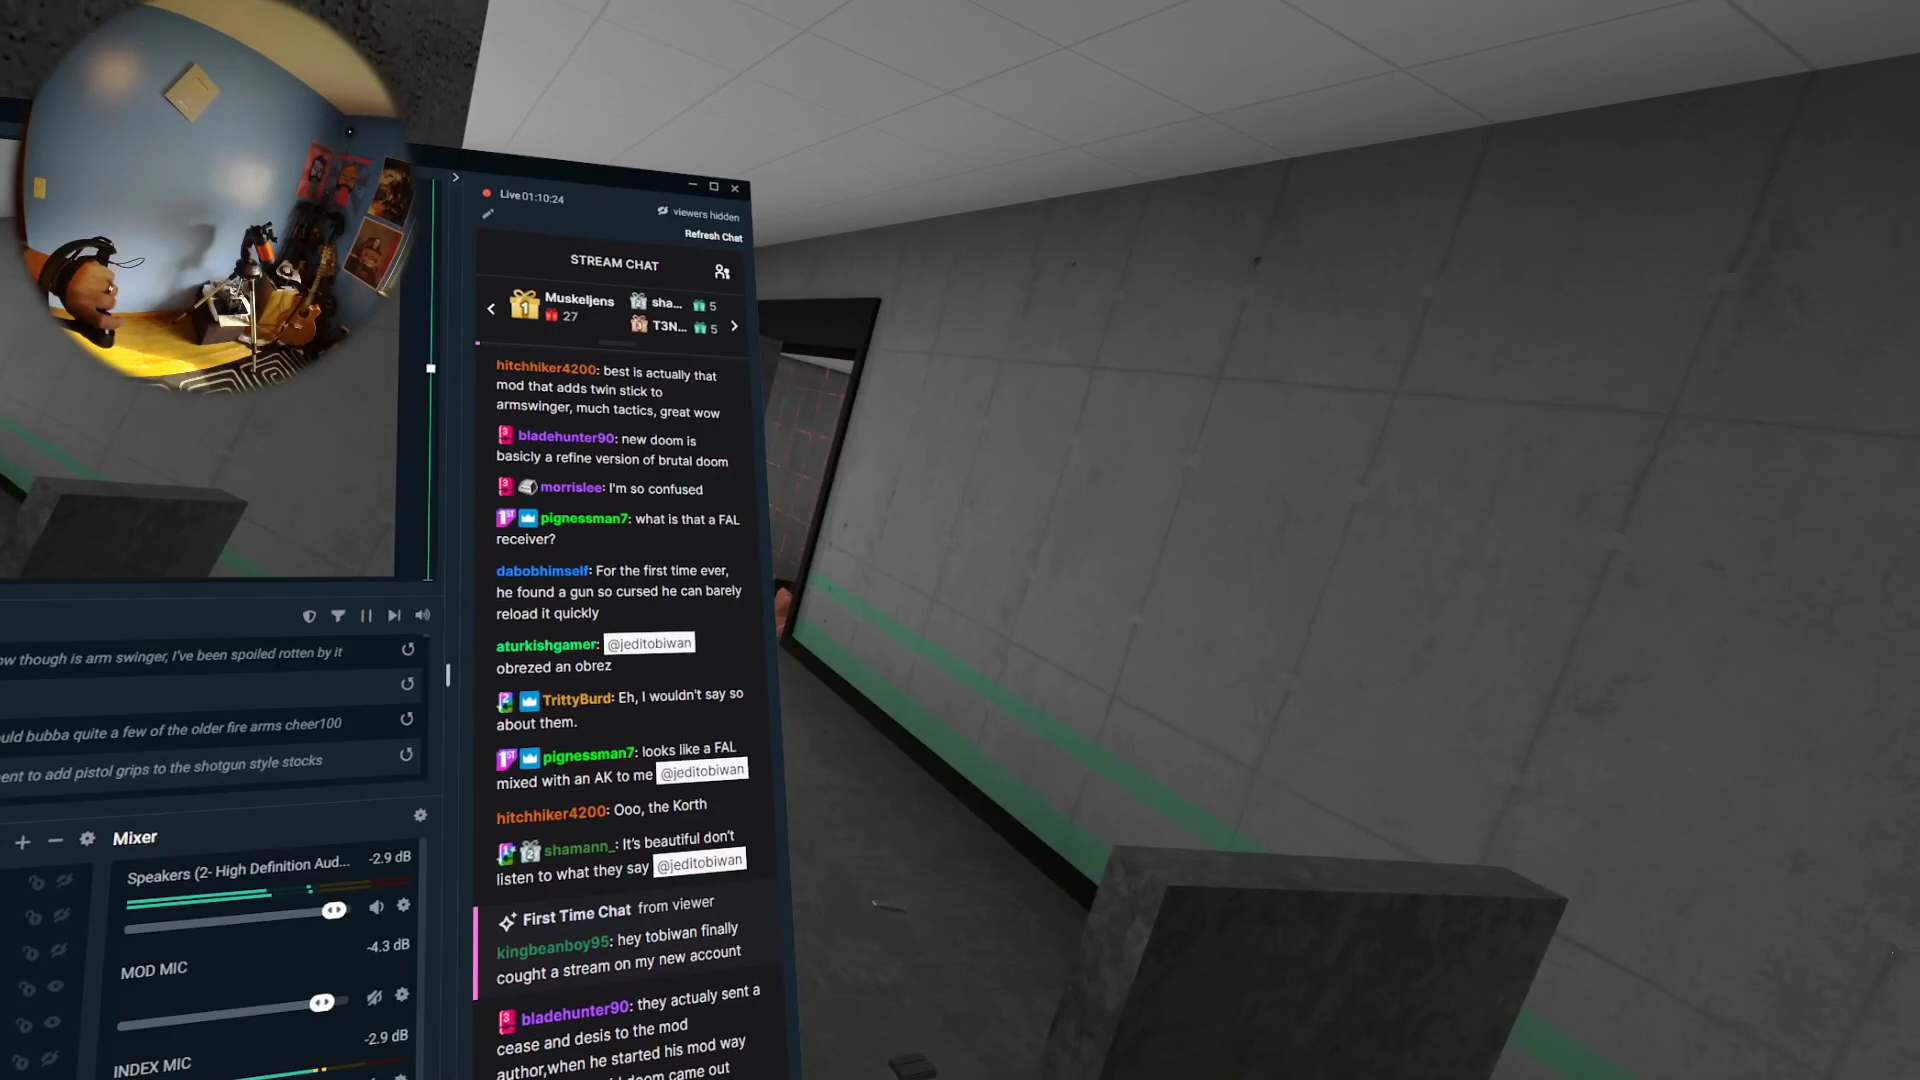 Live 01:10:24
viewers hidden
Refresh Chat
STREAM CHAT
1 Muskeljens
27
2 sha... 5
3 T3N... 5
hitchhiker4200: best is actually that
mod that adds twin stick to
armswinger, much tactics, great wow
bladehunter90: new doom is
basicly a refine version of brutal doom
morrislee: I'm so confused
pignessman7: what is that a FAL
receiver?
dabobhimself: For the first time ever,
he found a gun so cursed he can barely
reload it quickly
aturkishgamer: @jeditobiwan
obrezed an obrez
TrittyBurd: Eh, I wouldn't say so
about them.
pignessman7: looks like a FAL
mixed with an AK to me @jeditobiwan
hitchhiker4200: Ooo, the Korth
shamann_: It's beautiful don't
listen to what they say @jeditobiwan
First Time Chat from viewer
kingbeanboy95: hey tobiwan finally
cought a stream on my new account
bladehunter90: they actualy sent a
cease and desis to the mod
author,when he started his mod way
doom came out
ow though is arm swinger, I've been spoiled rotten by it
uld bubba quite a few of the older fire arms cheer100
ent to add pistol grips to the shotgun style stocks
Mixer
Speakers (2- High Definition Aud... -2.9 dB
MOD MIC -4.3 dB
INDEX MIC -2.9 dB